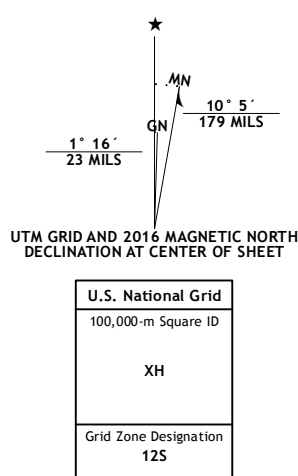 ★
MN
GN
10° 5´
179 MILS
1° 16´
23 MILS
UTM GRID AND 2016 MAGNETIC NORTH
DECLINATION AT CENTER OF SHEET
U.S. National Grid
100,000-m Square ID
XH
Grid Zone Designation
12S